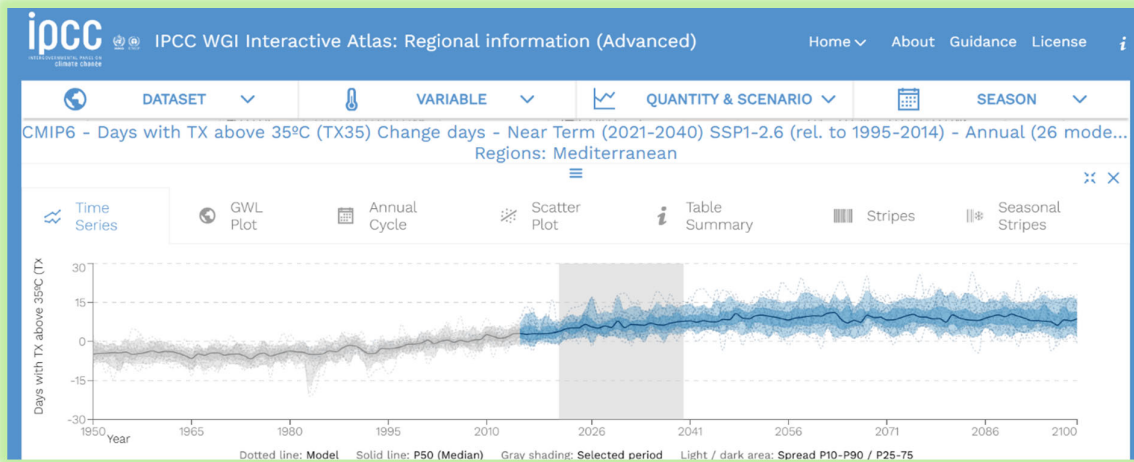 ipcc
INTERGOVERNMENTAL PANEL ON
climate change
IPCC WGI Interactive Atlas: Regional information (Advanced)
Home About Guidance License i
DATASET VARIABLE QUANTITY & SCENARIO SEASON
CMIP6 - Days with TX above 35ºC (TX35) Change days - Near Term (2021-2040) SSP1-2.6 (rel. to 1995-2014) - Annual (26 mode...
Regions: Mediterranean
Time Series
GWL Plot
Annual Cycle
Scatter Plot
Table Summary
Stripes
Seasonal Stripes
Days with TX above 35ºC (TX
30
15
0
-15
-30
1950 1965 1980 1995 2010 2026 2041 2056 2071 2086 2100
Year
Dotted line: Model Solid line: P50 (Median) Gray shading: Selected period Light / dark area: Spread P10-P90 / P25-75